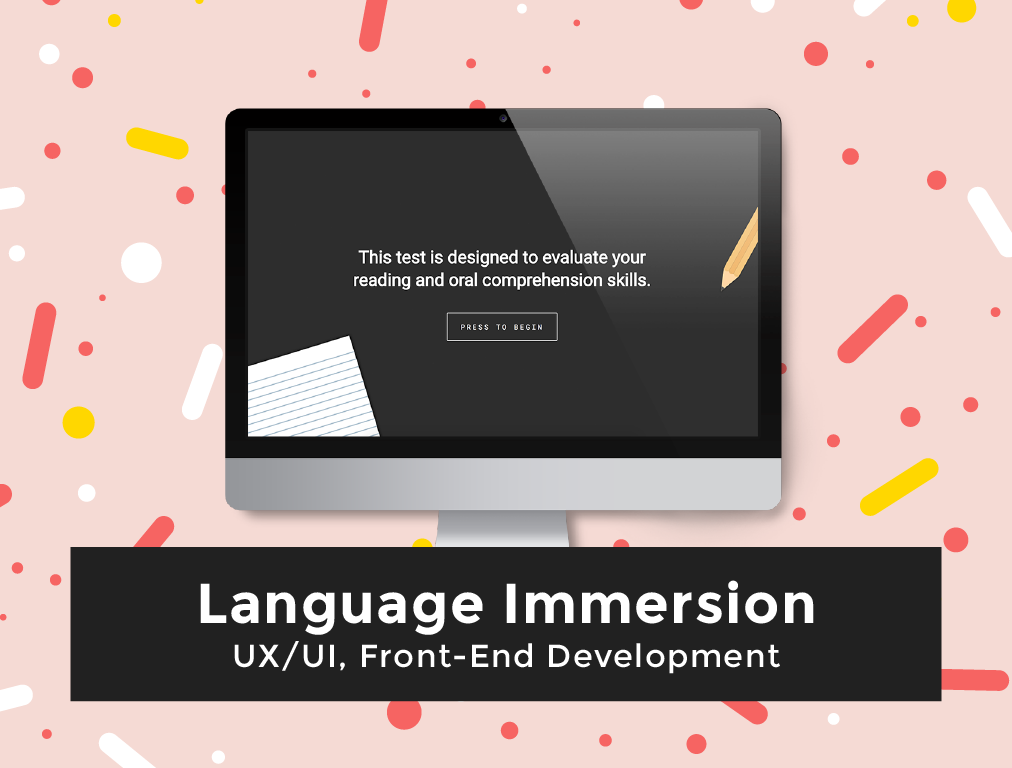 This test is designed to evaluate your
reading and oral comprehension skills.
PRESS TO BEGIN
Language Immersion
UX/UI, Front-End Development